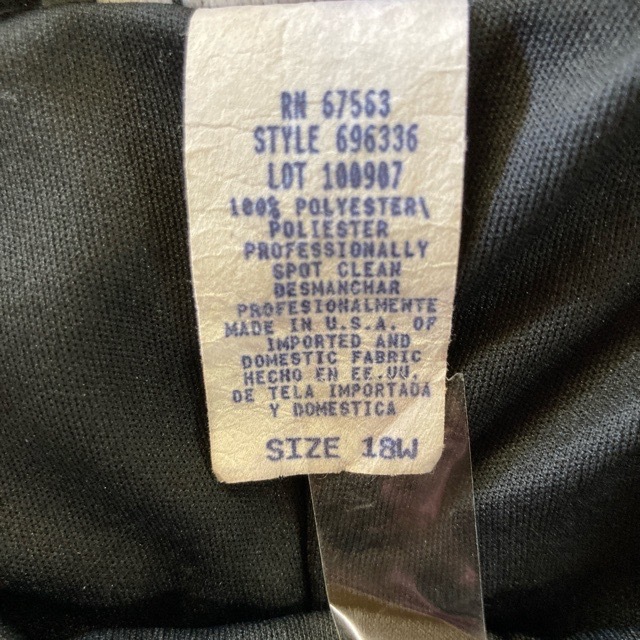 RN 67563
STYLE 696336
LOT 100907
100% POLYESTER\
POLIESTER
PROFESSIONALLY
SPOT CLEAN
DESMANCHAR
PROFESIONALMENTE
MADE IN U.S.A. OF
IMPORTED AND
DOMESTIC FABRIC
HECHO EN EE.UU.
DE TELA IMPORTADA
Y DOMESTICA
SIZE 18W